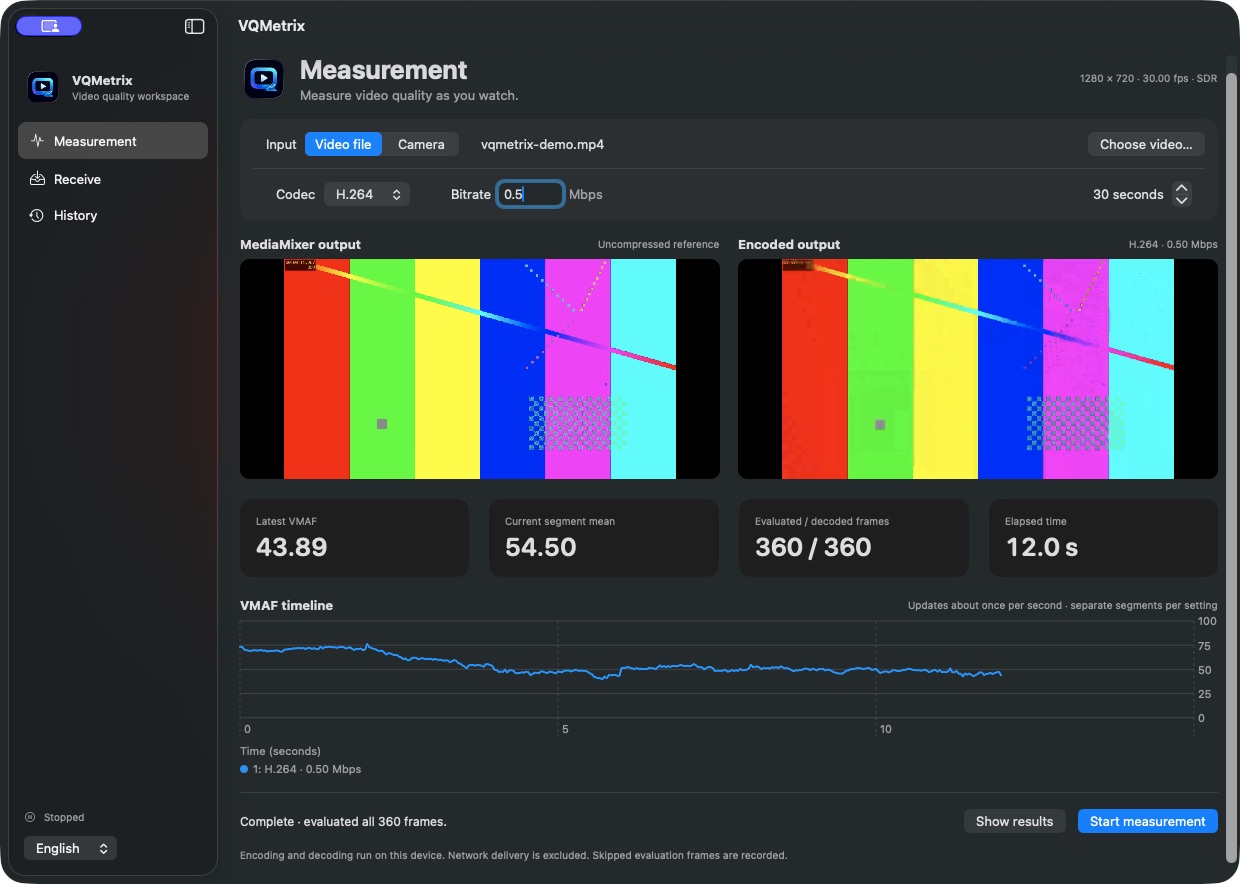 VQMetrix
Video quality workspace
Measurement
Receive
History
Stopped
English
VQMetrix
Measurement
Measure video quality as you watch.
1280 × 720 · 30.00 fps · SDR
Input Video file Camera vqmetrix-demo.mp4 Choose video...
Codec H.264 Bitrate 0.5 Mbps 30 seconds
MediaMixer output Uncompressed reference
Encoded output H.264 · 0.50 Mbps
Latest VMAF
43.89
Current segment mean
54.50
Evaluated / decoded frames
360 / 360
Elapsed time
12.0 s
VMAF timeline Updates about once per second · separate segments per setting
100
75
50
25
0
0 5 10
Time (seconds)
1: H.264 · 0.50 Mbps
Complete · evaluated all 360 frames. Show results Start measurement
Encoding and decoding run on this device. Network delivery is excluded. Skipped evaluation frames are recorded.